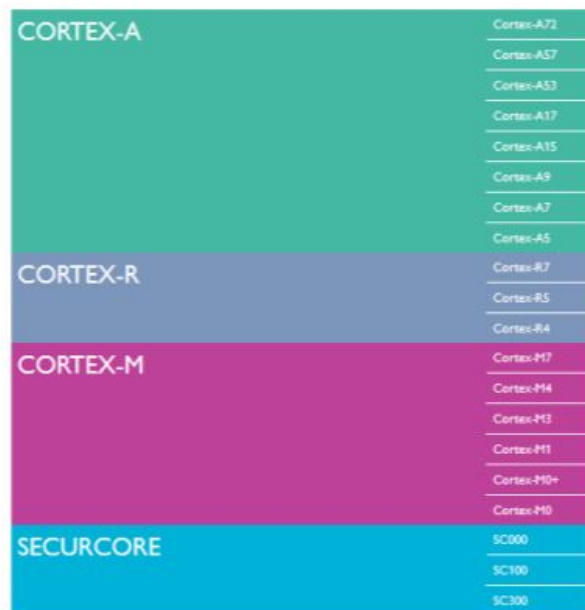 CORTEX-A
Cortex-A72
Cortex-A57
Cortex-A53
Cortex-A17
Cortex-A15
Cortex-A9
Cortex-A7
Cortex-A5
CORTEX-R
Cortex-R7
Cortex-R5
Cortex-R4
CORTEX-M
Cortex-M7
Cortex-M4
Cortex-M3
Cortex-M1
Cortex-M0+
Cortex-M0
SECURCORE
SC000
SC100
SC300